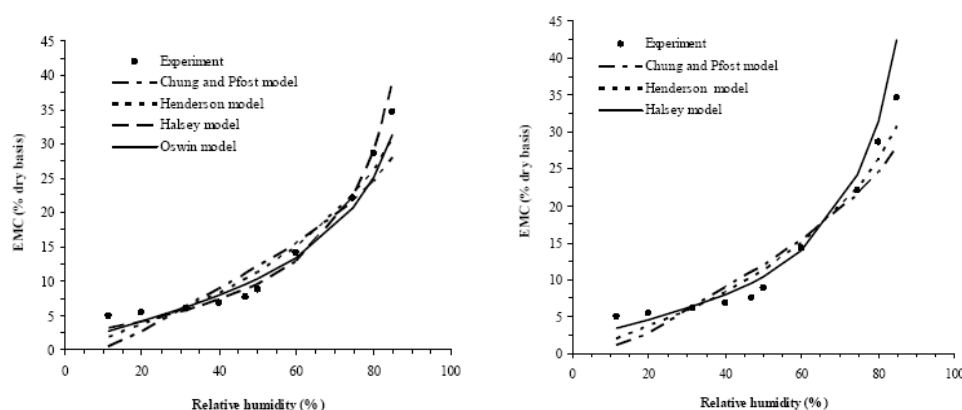 45
40
35
30
25
20
15
10
5
0
EMC (% dry basis)
Experiment
Chung and Pfost model
Henderson model
Halsey model
Oswin model
0 20 40 60 80 100
Relative humidity (%)
45
40
35
30
25
20
15
10
5
0
EMC (% dry basis)
Experiment
Chung and Pfost model
Henderson model
Halsey model
0 20 40 60 80 100
Relative humidity (%)